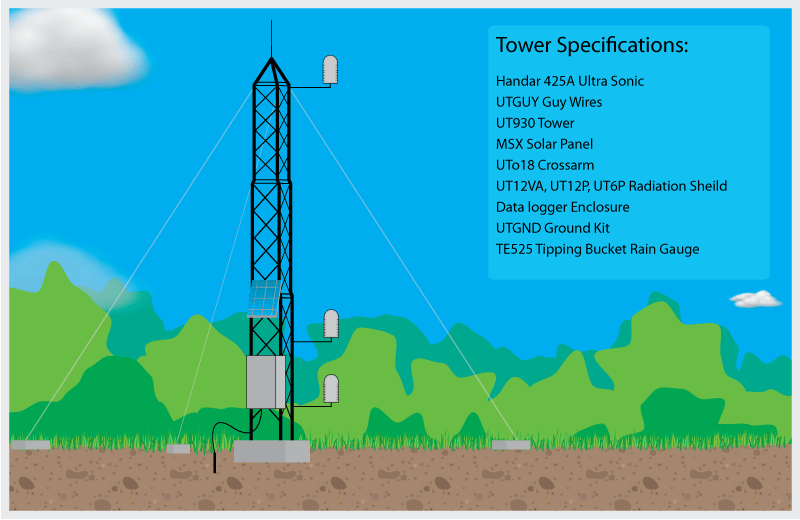 Tower Specifications:
Handar 425A Ultra Sonic
UTGUY Guy Wires
UT930 Tower
MSX Solar Panel
UTo18 Crossarm
UT12VA, UT12P, UT6P Radiation Sheild
Data logger Enclosure
UTGND Ground Kit
TE525 Tipping Bucket Rain Gauge